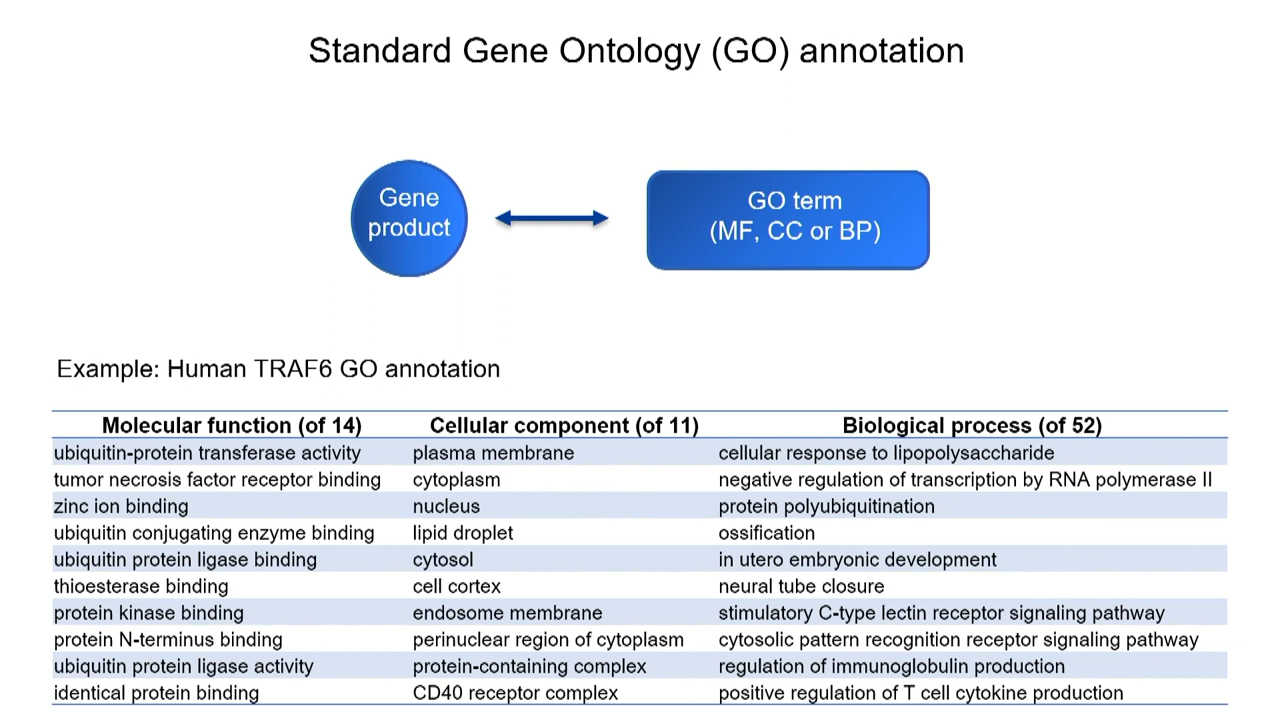 Standard Gene Ontology (GO) annotation
Gene
product
GO term
(MF, CC or BP)
Example: Human TRAF6 GO annotation
Molecular function (of 14) Cellular component (of 11) Biological process (of 52)
ubiquitin-protein transferase activity plasma membrane cellular response to lipopolysaccharide
tumor necrosis factor receptor binding cytoplasm negative regulation of transcription by RNA polymerase II
zinc ion binding nucleus protein polyubiquitination
ubiquitin conjugating enzyme binding lipid droplet ossification
ubiquitin protein ligase binding cytosol in utero embryonic development
thioesterase binding cell cortex neural tube closure
protein kinase binding endosome membrane stimulatory C-type lectin receptor signaling pathway
protein N-terminus binding perinuclear region of cytoplasm cytosolic pattern recognition receptor signaling pathway
ubiquitin protein ligase activity protein-containing complex regulation of immunoglobulin production
identical protein binding CD40 receptor complex positive regulation of T cell cytokine production